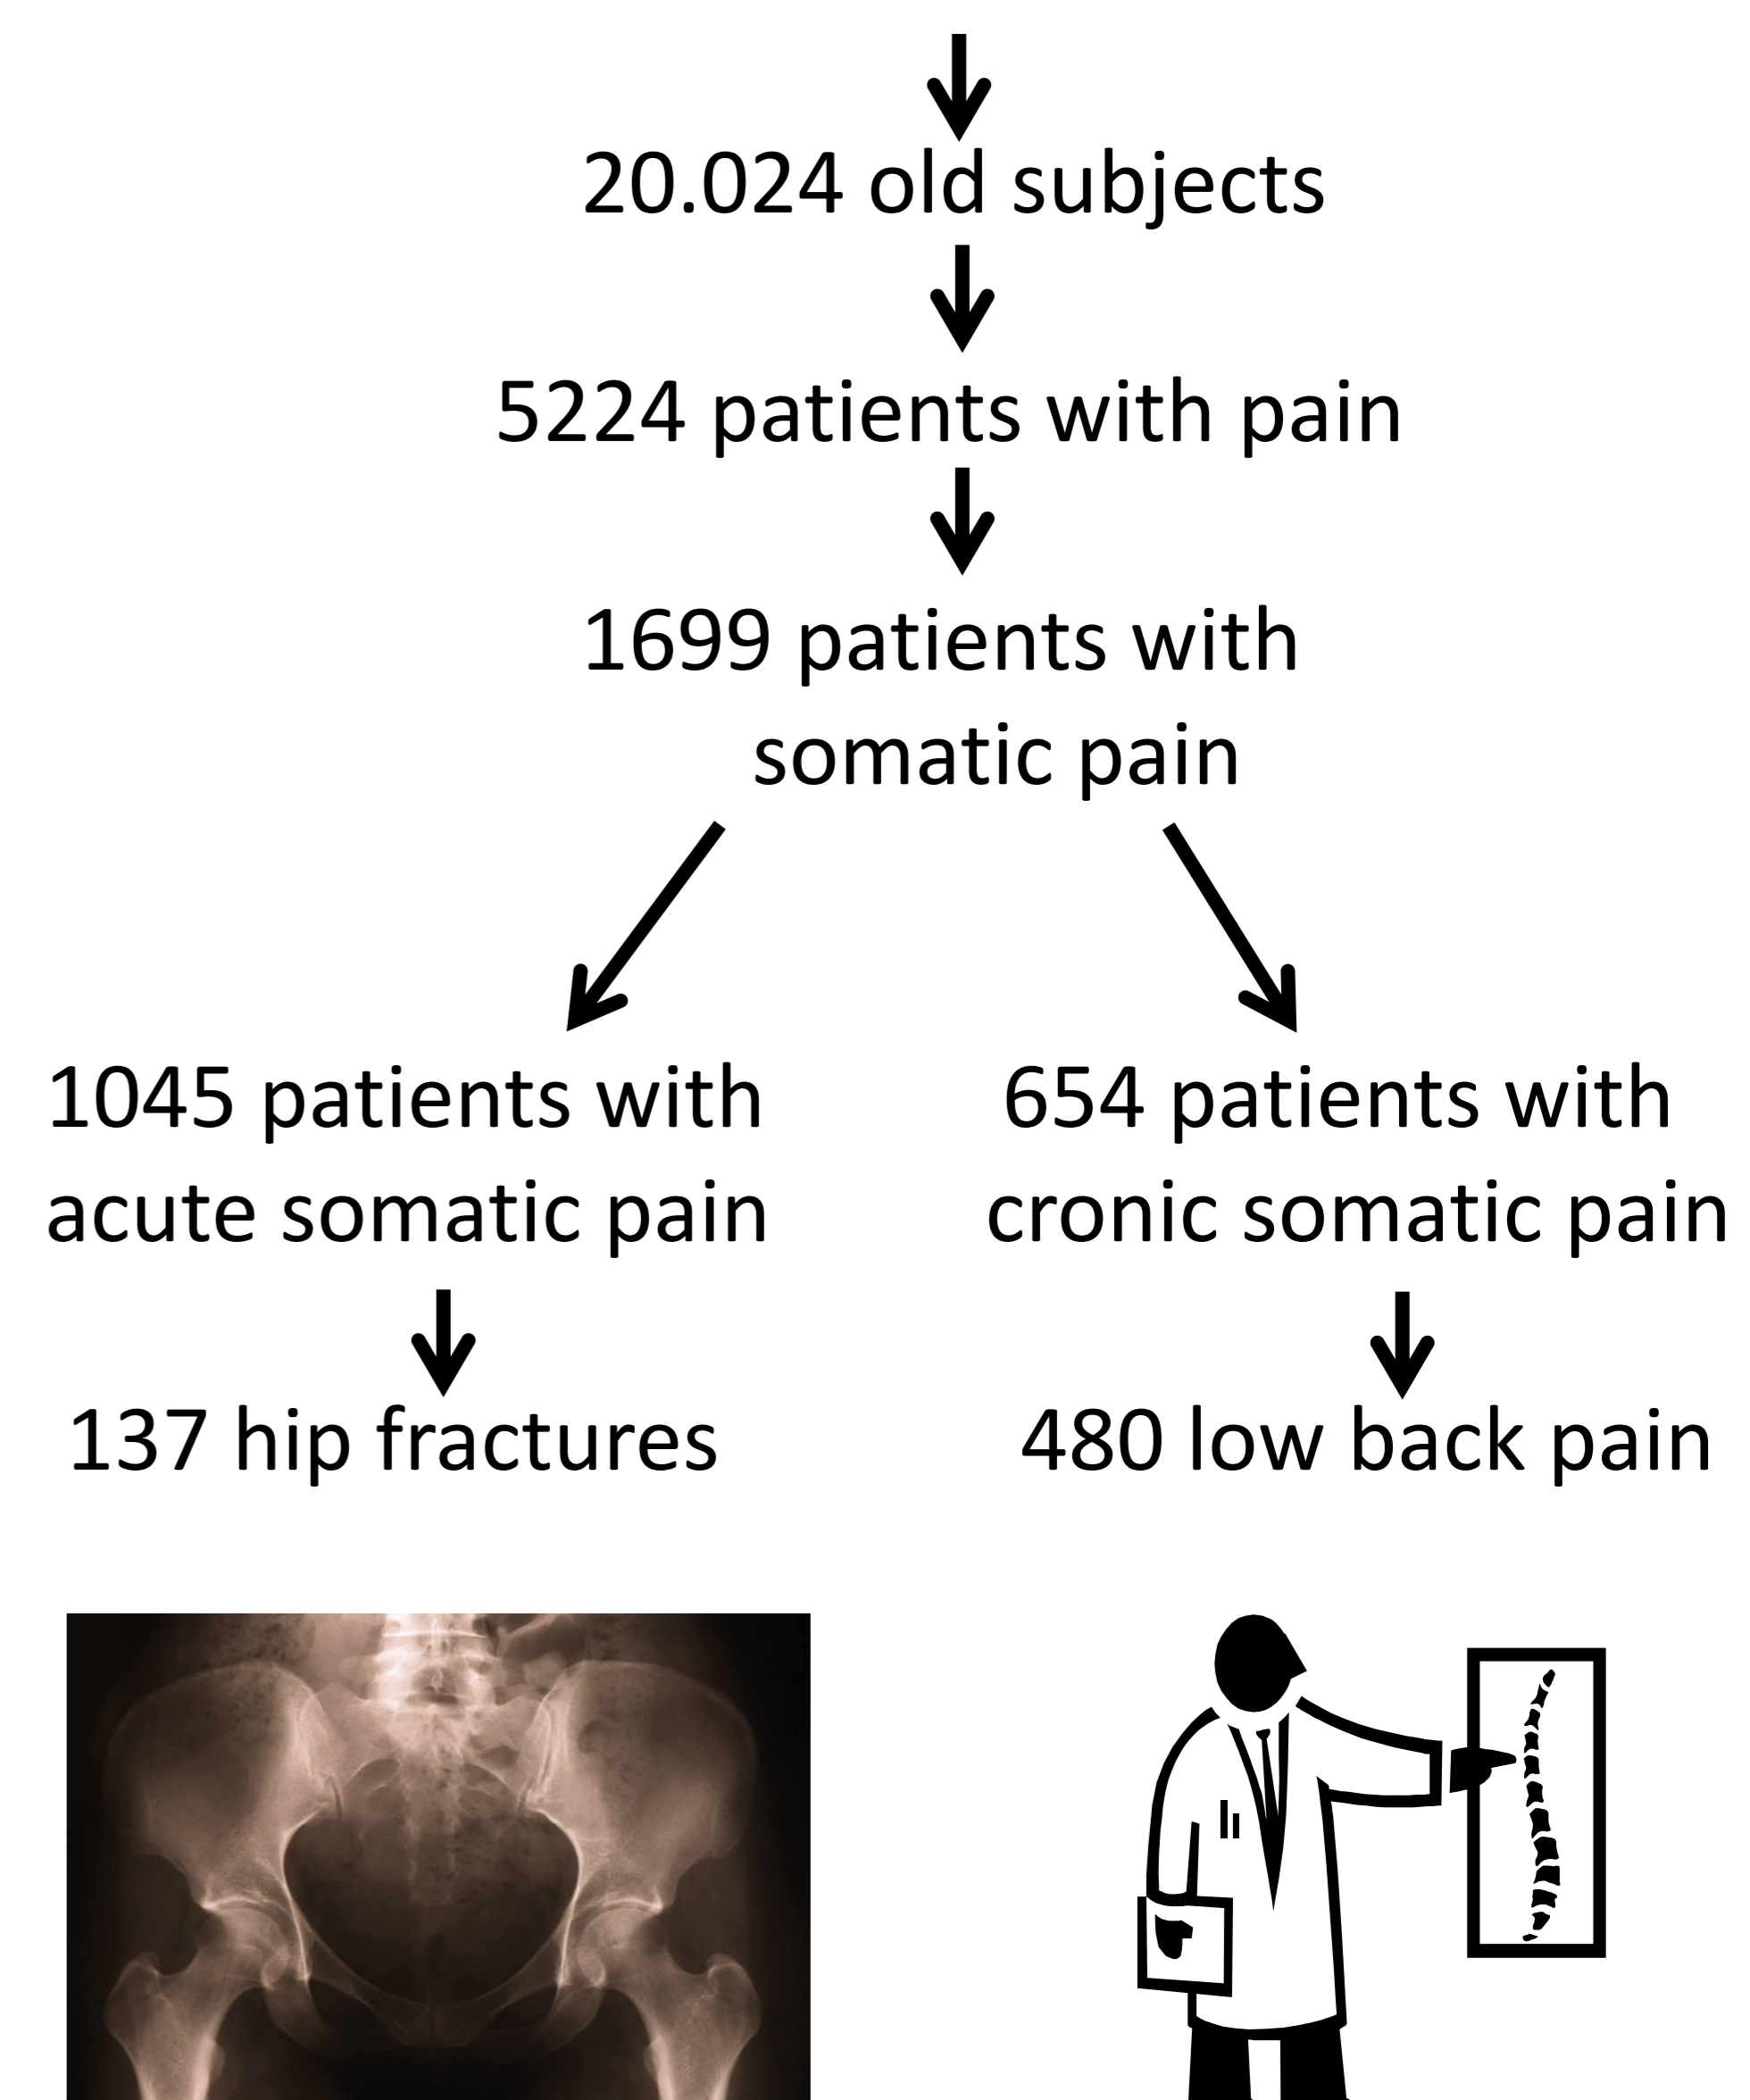 20.024 old subjects
5224 patients with pain
1699 patients with
somatic pain
1045 patients with
acute somatic pain
654 patients with
cronic somatic pain
137 hip fractures
480 low back pain